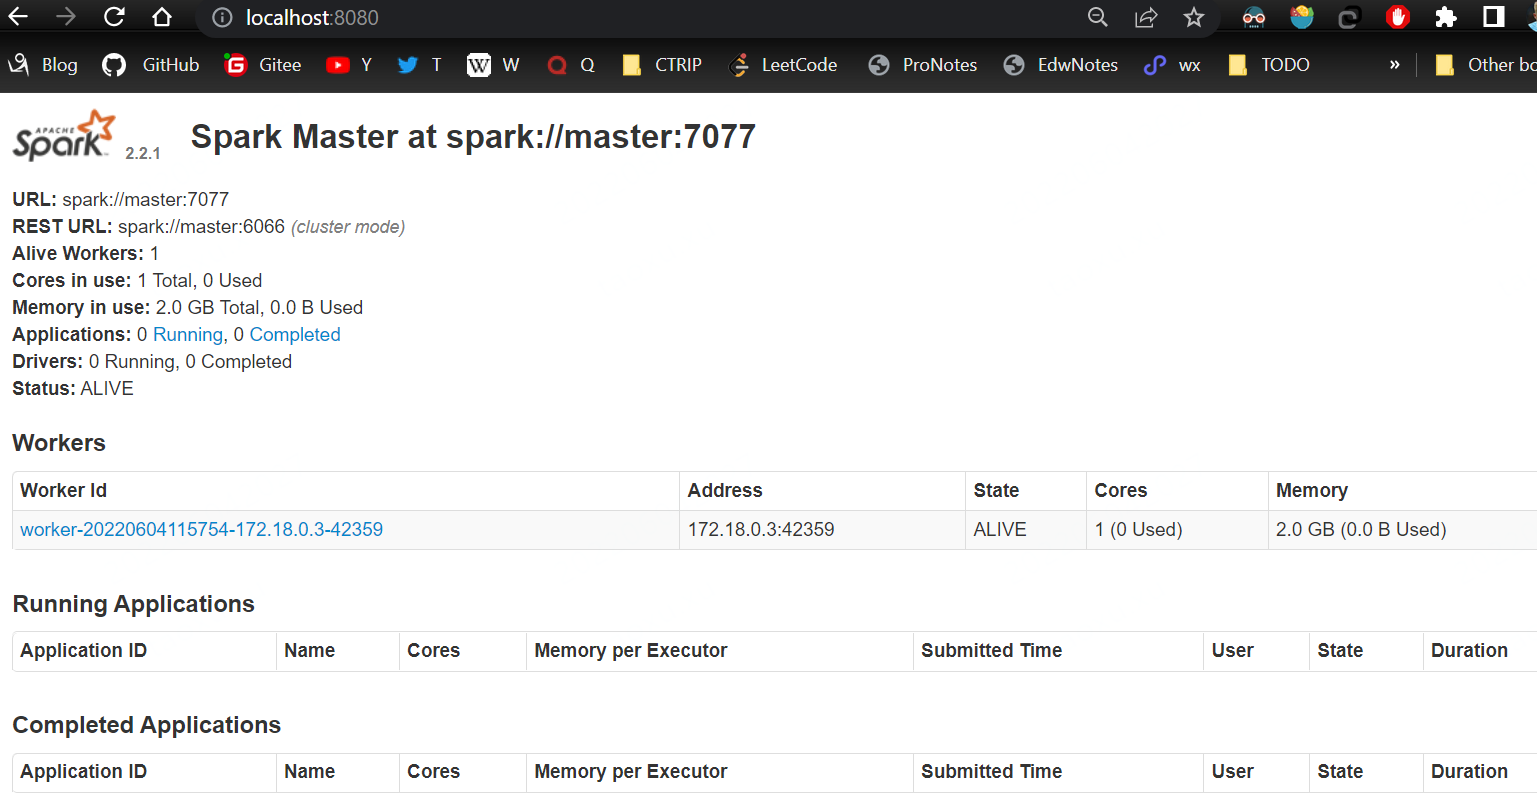 localhost:8080
Blog GitHub Gitee Y T W Q CTRIP LeetCode ProNotes EdwNotes wx TODO » Other bo
APACHE
Spark 2.2.1 Spark Master at spark://master:7077
URL: spark://master:7077
REST URL: spark://master:6066 (cluster mode)
Alive Workers: 1
Cores in use: 1 Total, 0 Used
Memory in use: 2.0 GB Total, 0.0 B Used
Applications: 0 Running, 0 Completed
Drivers: 0 Running, 0 Completed
Status: ALIVE
Workers
Worker Id Address State Cores Memory
worker-20220604115754-172.18.0.3-42359 172.18.0.3:42359 ALIVE 1 (0 Used) 2.0 GB (0.0 B Used)
Running Applications
Application ID Name Cores Memory per Executor Submitted Time User State Duration
Completed Applications
Application ID Name Cores Memory per Executor Submitted Time User State Duration